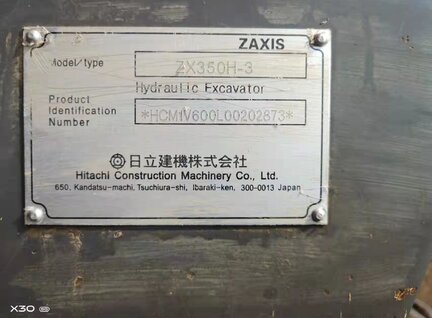 ZAXIS
Model/type ZX350H-3
Hydraulic Excavator
Product
Identification
Number
*HCM1V600L00202873*
日立建機株式会社
Hitachi Construction Machinery Co., Ltd.
650, Kandatsu-machi, Tsuchiura-shi, Ibaraki-ken, 300-0013 Japan
X30